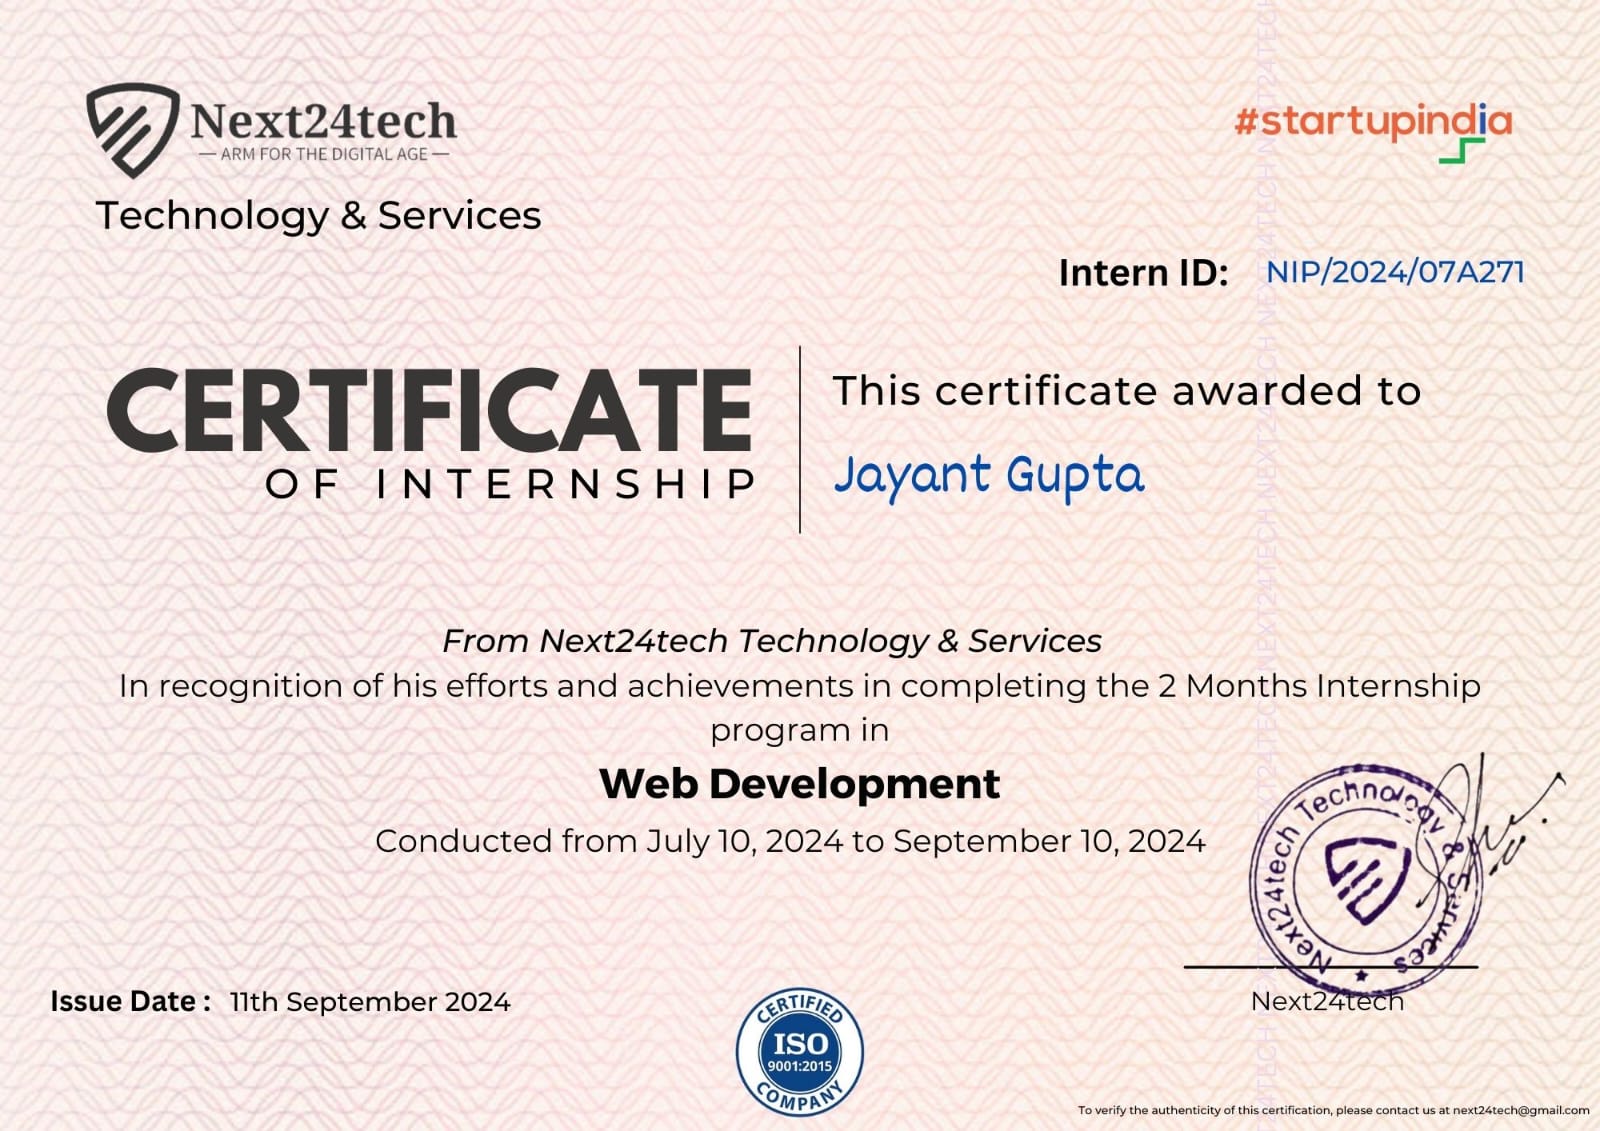 Next24tech
— ARM FOR THE DIGITAL AGE —
Technology & Services
#startupindia
Intern ID: NIP/2024/07A271
CERTIFICATE
OF INTERNSHIP
This certificate awarded to
Jayant Gupta
From Next24tech Technology & Services
In recognition of his efforts and achievements in completing the 2 Months Internship
program in
Web Development
Conducted from July 10, 2024 to September 10, 2024
Next24tech Technology & Services
Next24tech
Issue Date : 11th September 2024
CERTIFIED
ISO
9001:2015
COMPANY
To verify the authenticity of this certification, please contact us at next24tech@gmail.com